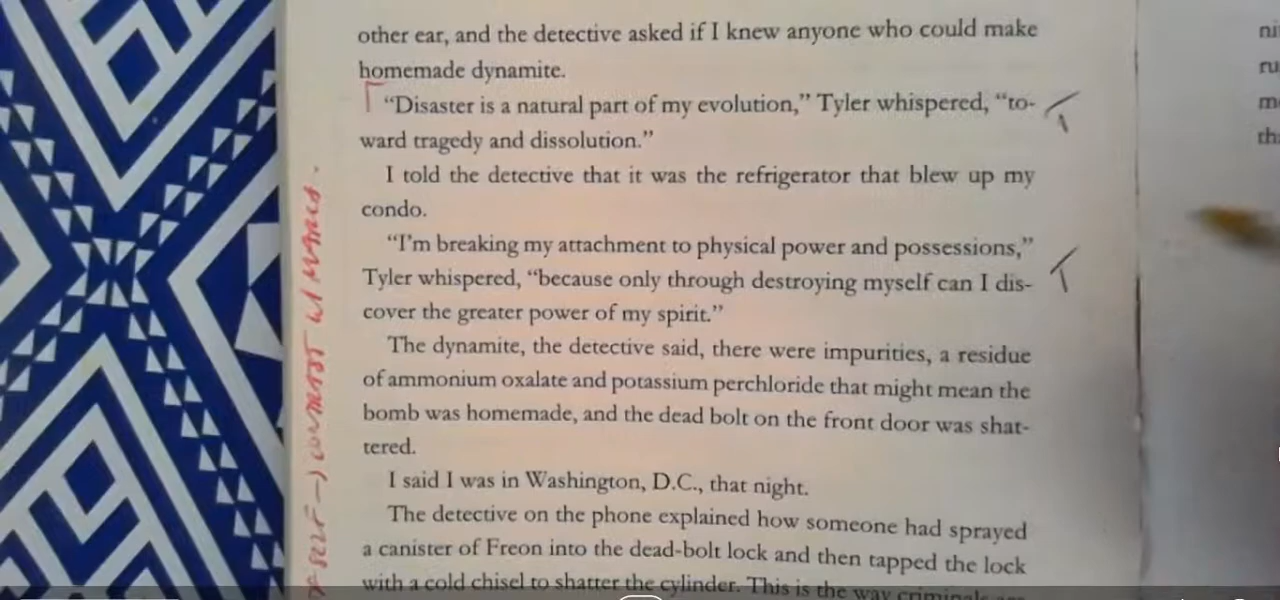 other ear, and the detective asked if I knew anyone who could make
homemade dynamite.
“Disaster is a natural part of my evolution,” Tyler whispered, “to-
ward tragedy and dissolution.”
I told the detective that it was the refrigerator that blew up my
condo.
“I’m breaking my attachment to physical power and possessions,”
Tyler whispered, “because only through destroying myself can I dis-
cover the greater power of my spirit.”
The dynamite, the detective said, there were impurities, a residue
of ammonium oxalate and potassium perchloride that might mean the
bomb was homemade, and the dead bolt on the front door was shat-
tered.
I said I was in Washington, D.C., that night.
The detective on the phone explained how someone had sprayed
a canister of Freon into the dead-bolt lock and then tapped the lock
with a cold chisel to shatter the cylinder. This is the way criminals
ni
ru
m
th